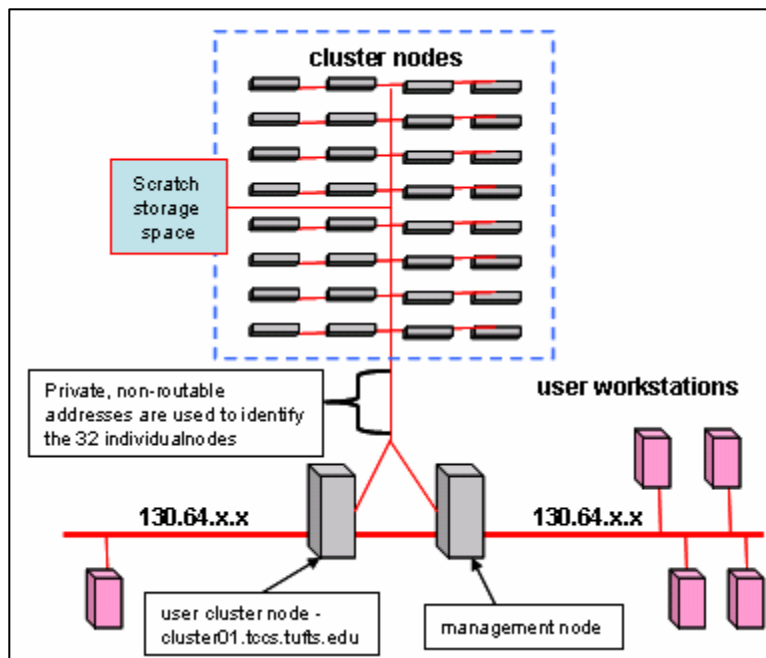 cluster nodes
Scratch
storage
space
Private, non-routable
addresses are used to identify
the 32 individualnodes
user workstations
130.64.x.x
130.64.x.x
user cluster node -
cluster01.tccs.tufts.edu
management node